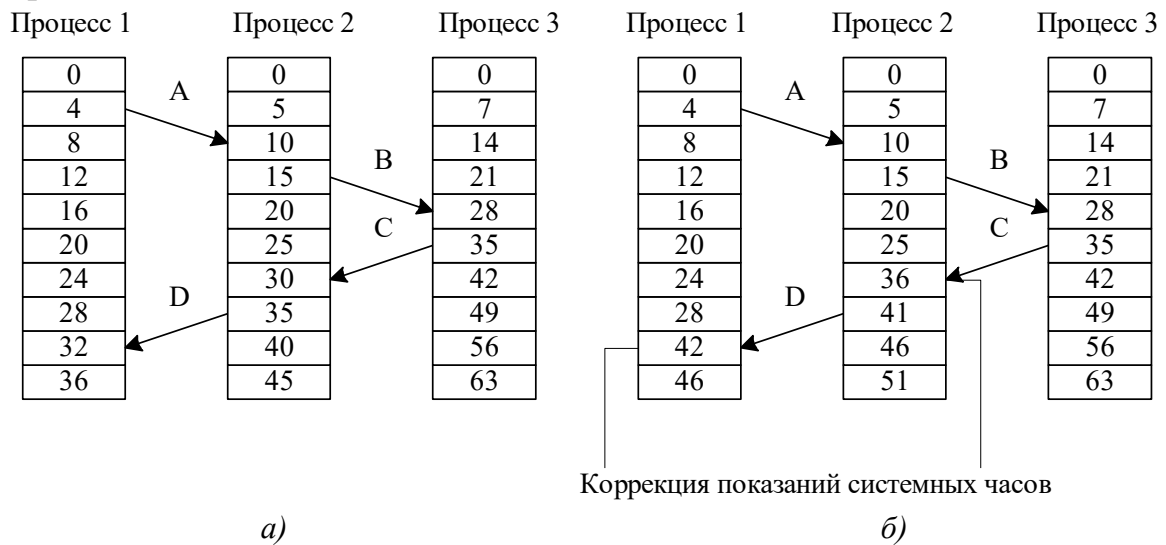 Процесс 1 Процесс 2 Процесс 3 Процесс 1 Процесс 2 Процесс 3
0 0 0 0 0 0
A A
4 5 7 4 5 7
8 10 14 8 10 14
B B
12 15 21 12 15 21
16 20 28 16 20 28
C C
20 25 35 20 25 35
24 30 42 24 36 42
D D
28 35 49 28 41 49
32 40 56 42 46 56
36 45 63 46 51 63
Коррекция показаний системных часов
а) б)